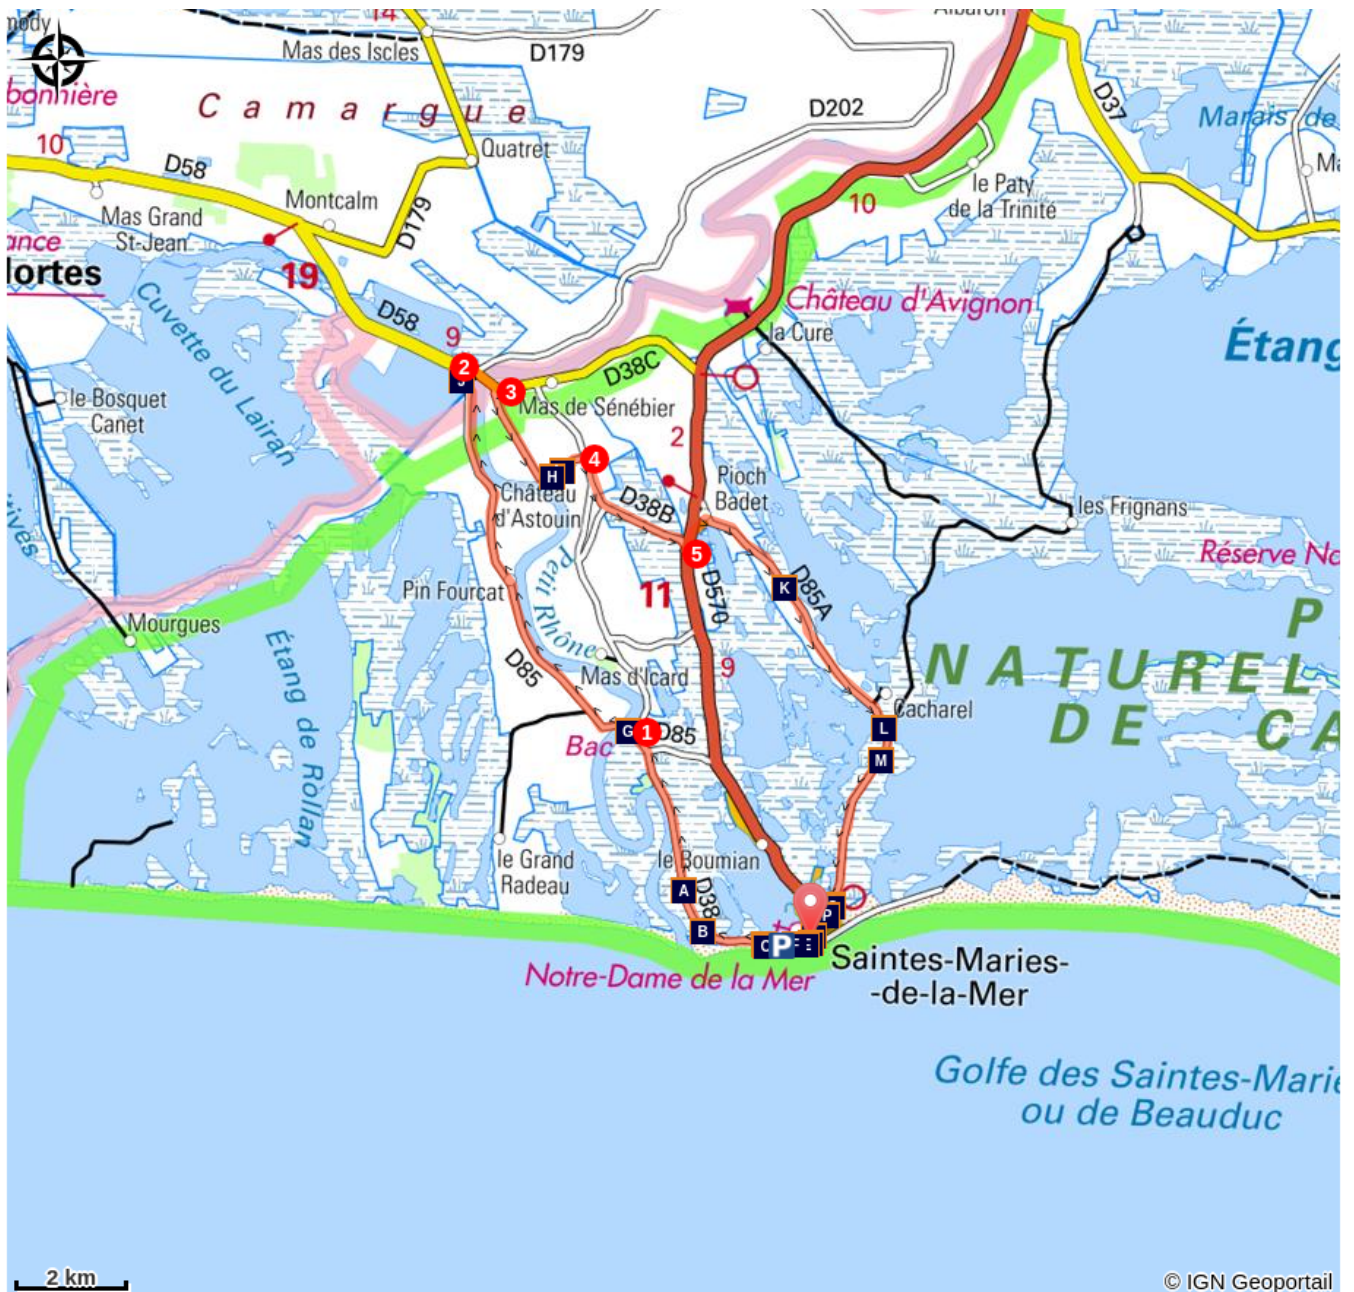 14
Mas des Iscles
D179
D202
D37
Marais de
bonnière
Camargue
10
D58
Quatret
Montcalm
Mas Grand
St-Jean
D179
le Paty
de la Trinité
10
19
Cuvette du Lairan
Château d'Avignon
la Cure
Étang
D58
9
2
3
D38C
Mas de Sénébier
le Bosquet
Canet
2
4
H
Château
d'Astouin
D38B
Pioch
Badet
les Frignans
5
Réserve Na
Pin Fourcat
Petit Rhône
11
D570
K
D85A
P
Mourgues
Étang de Rollan
D85
Mas d'Icard
9
NATUREL
DE CA
Cacharel
G
1
D85
Bac
L
M
le Grand
Radeau
le Boumian
A
D38
B
P
P
Saintes-Maries-
-de-la-Mer
Notre-Dame de la Mer
Golfe des Saintes-Marie
ou de Beauduc
2 km
© IGN Geoportail